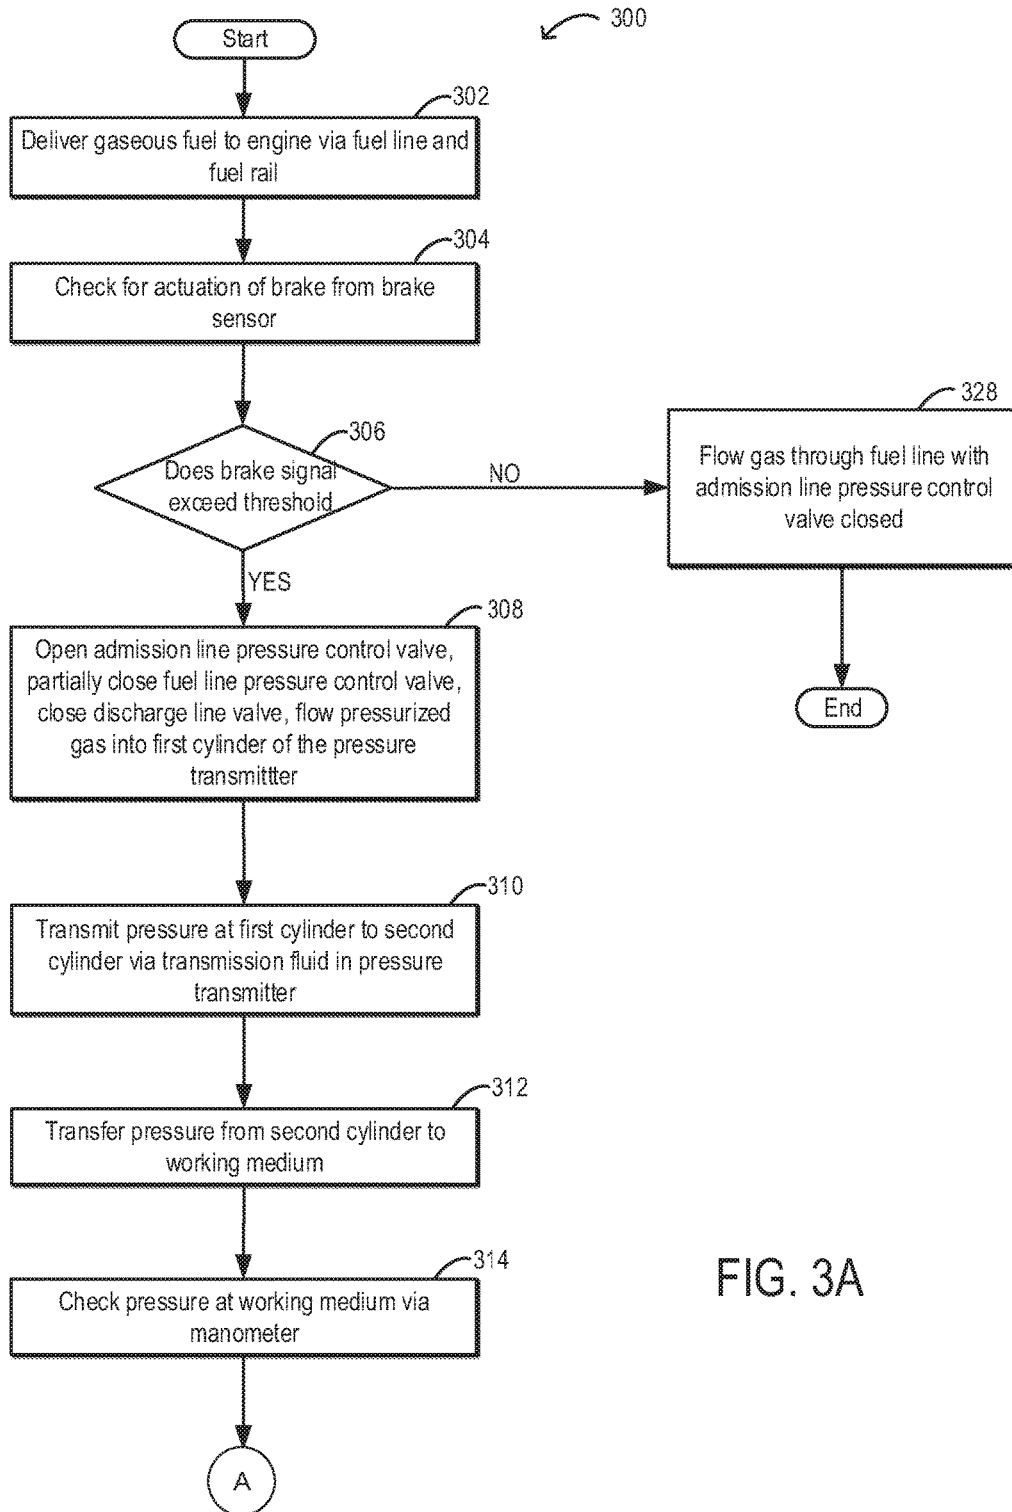 300
Start
302
Deliver gaseous fuel to engine via fuel line and
fuel rail
304
Check for actuation of brake from brake
sensor
306
Does brake signal
exceed threshold
NO
328
Flow gas through fuel line with
admission line pressure control
valve closed
End
YES
308
Open admission line pressure control valve,
partially close fuel line pressure control valve,
close discharge line valve, flow pressurized
gas into first cylinder of the pressure
transmittter
310
Transmit pressure at first cylinder to second
cylinder via transmission fluid in pressure
transmitter
312
Transfer pressure from second cylinder to
working medium
314
Check pressure at working medium via
manometer
A
FIG. 3A